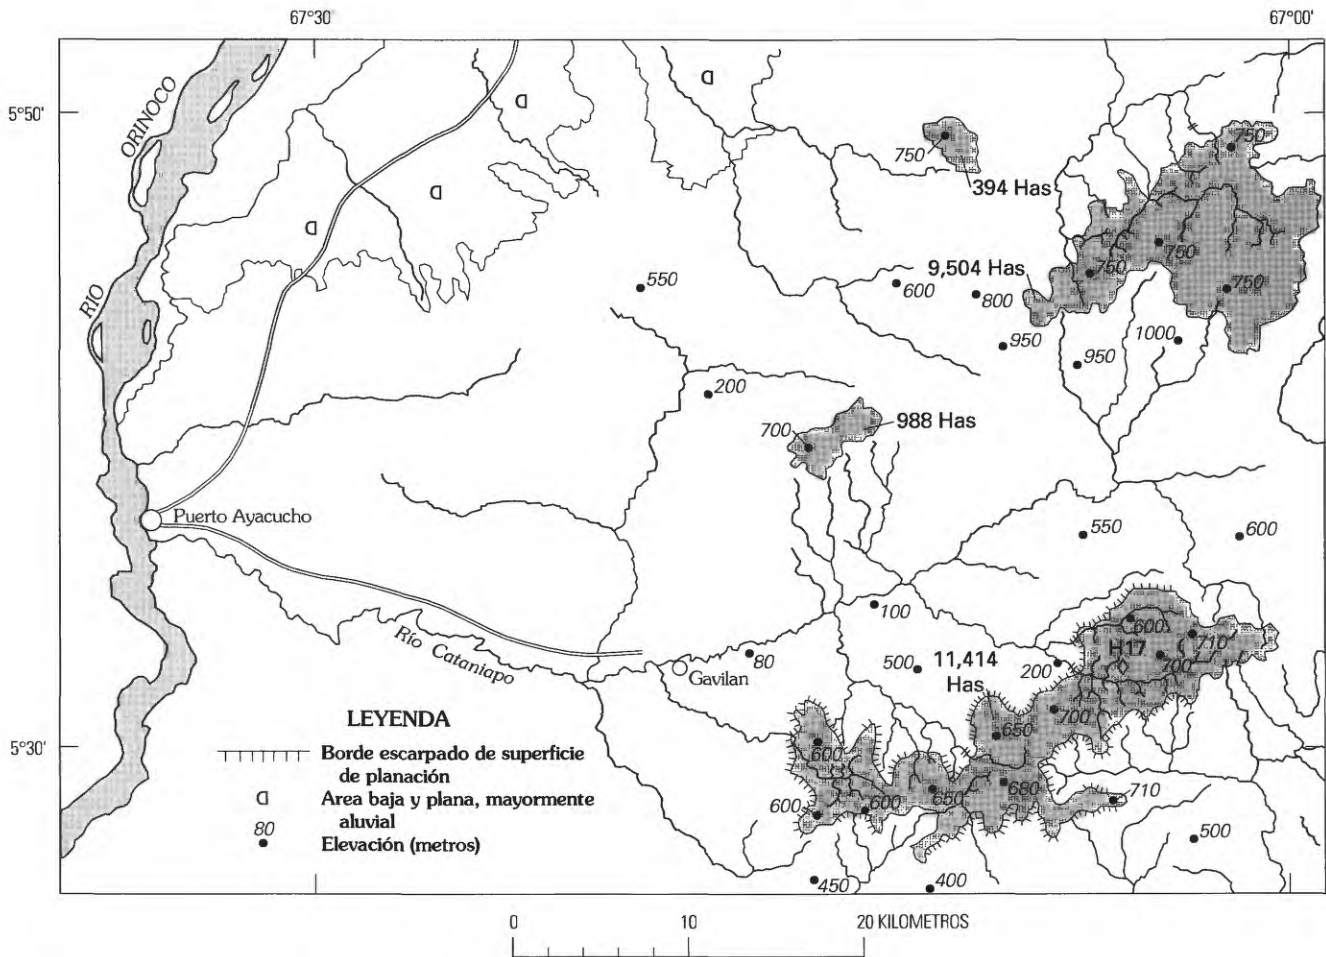 67°30'
67°00'
5°50'
5°30'
RIO
ORINOCO
D
D
D
D
D
750
394 Has
750
9,504 Has
750
750
750
550
600
800
950
950
1000
200
700
988 Has
Puerto Ayacucho
550
600
100
Río Cataniapo
80
Gavilan
500
11,414
Has
200
600
H17
710
700
700
650
600
600
600
650
680
710
500
450
400
LEYENDA
Borde escarpado de superficie
de planación
D Area baja y plana, mayormente
aluvial
80 Elevación (metros)
0 10 20 KILOMETROS